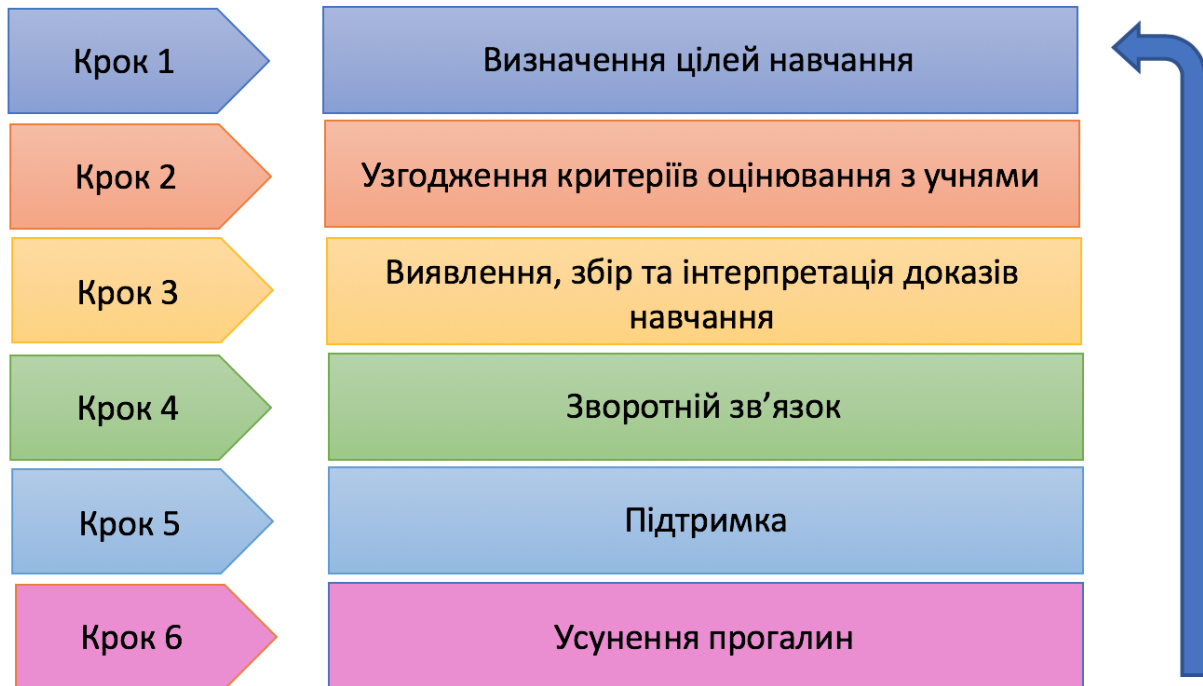 Крок 1
Визначення цілей навчання
Крок 2
Узгодження критеріїв оцінювання з учнями
Крок 3
Виявлення, збір та інтерпретація доказів
навчання
Крок 4
Зворотній зв’язок
Крок 5
Підтримка
Крок 6
Усунення прогалин